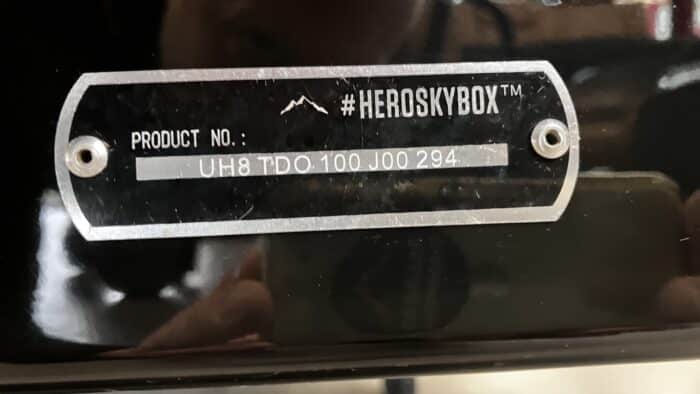 #HEROSKYBOX™
PRODUCT NO.:
UH8 TDO 100 J00 294